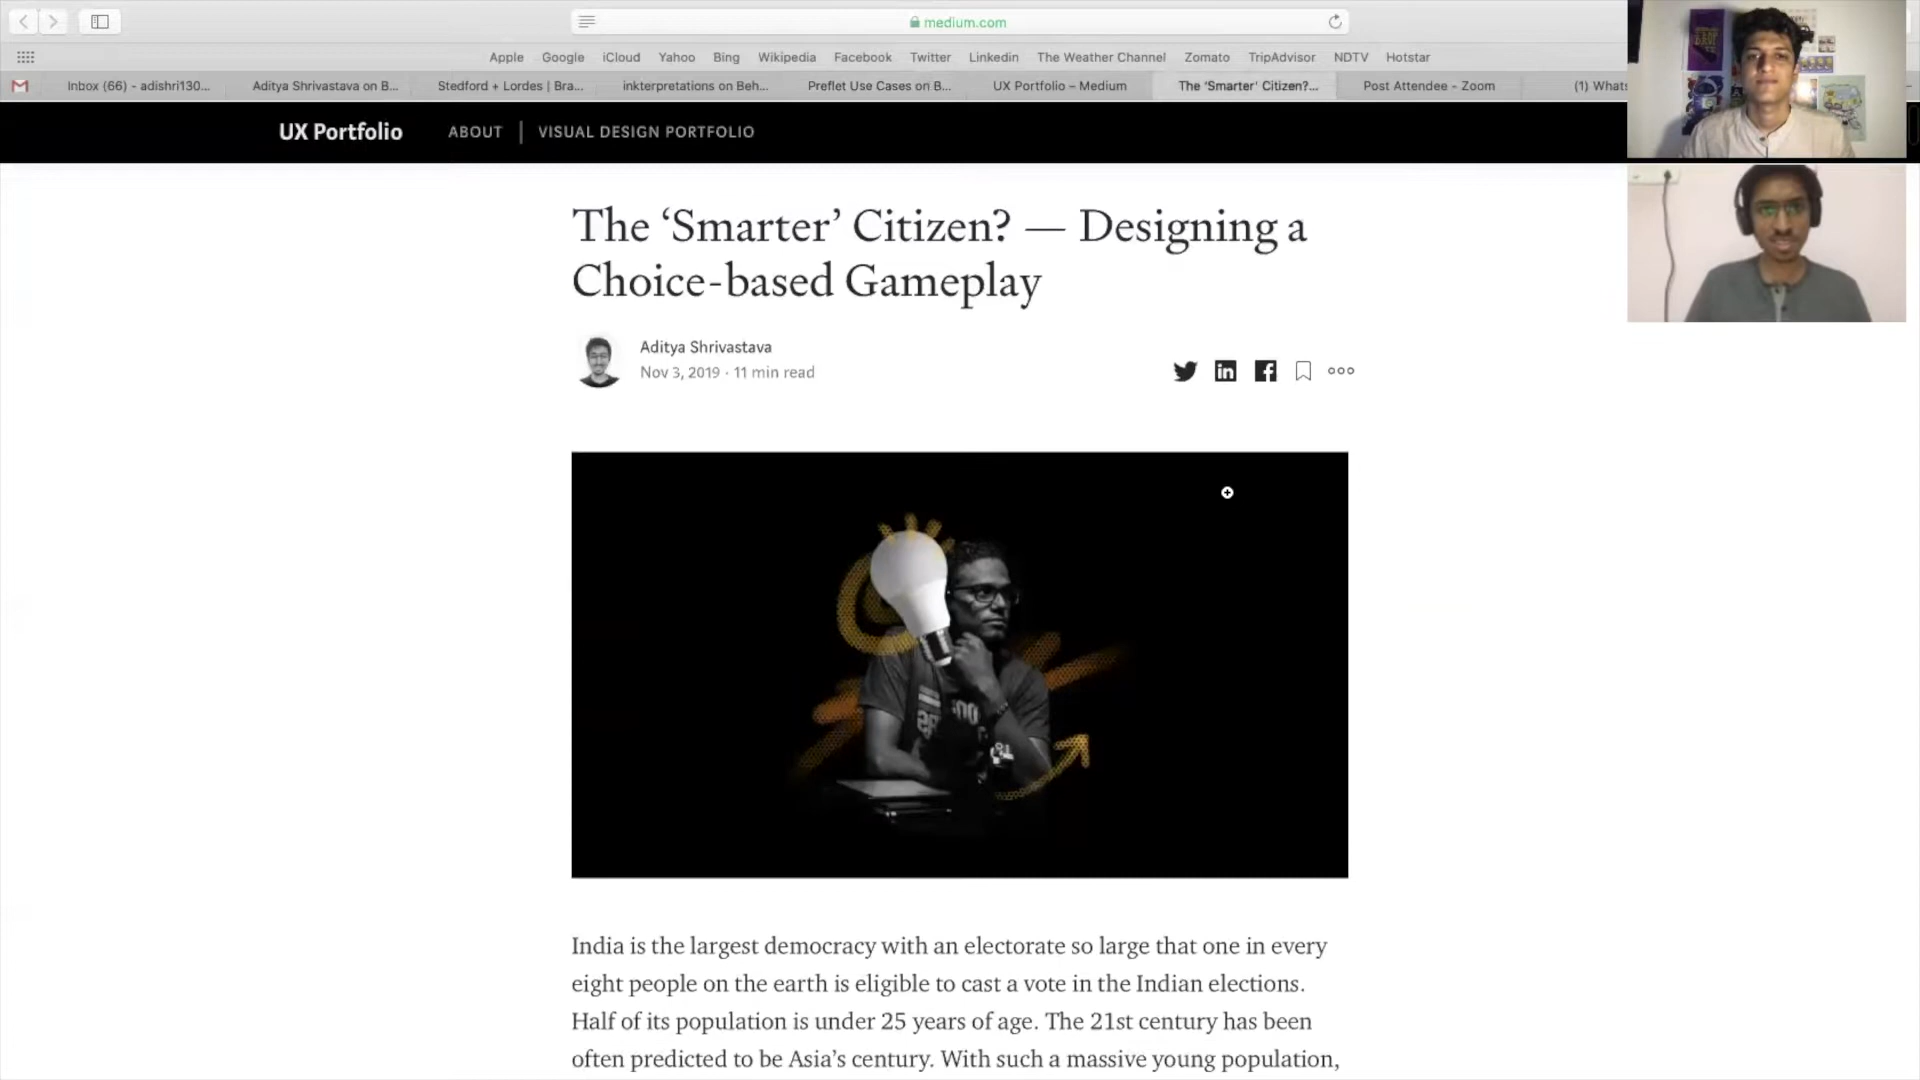 medium.com
Apple Google iCloud Yahoo Bing Wikipedia Facebook Twitter Linkedin The Weather Channel Zomato TripAdvisor NDTV Hotstar
Inbox (66) - adishri130... Aditya Shrivastava on B... Stedford + Lordes | Bra... inkterpretations on Beh... Preflet Use Cases on B... UX Portfolio – Medium The 'Smarter' Citizen?... Post Attendee - Zoom (1) Whats
UX Portfolio ABOUT | VISUAL DESIGN PORTFOLIO
The ‘Smarter’ Citizen? — Designing a
Choice-based Gameplay
Aditya Shrivastava
Nov 3, 2019 · 11 min read
India is the largest democracy with an electorate so large that one in every
eight people on the earth is eligible to cast a vote in the Indian elections.
Half of its population is under 25 years of age. The 21st century has been
often predicted to be Asia’s century. With such a massive young population,